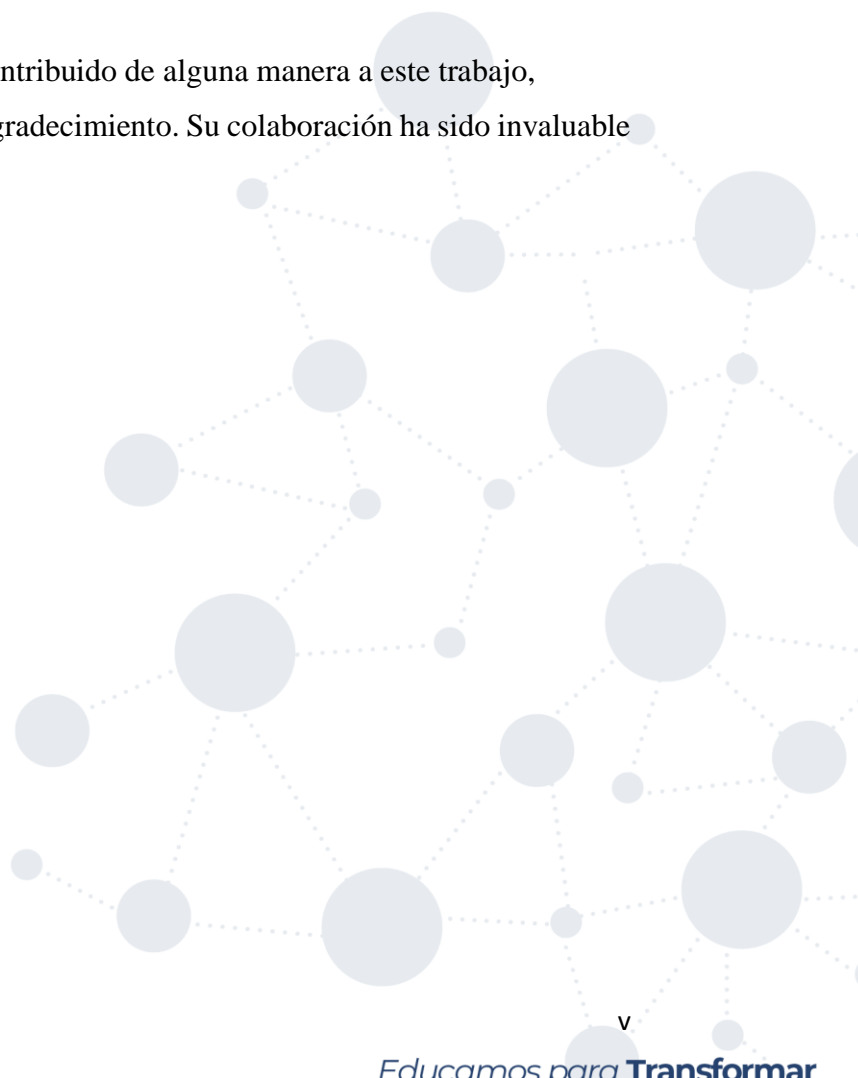 ntribuido de alguna manera a este trabajo,
gradecimiento. Su colaboración ha sido invaluable
v
Educamos para Transformar